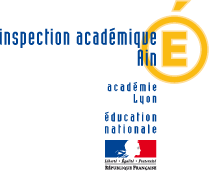 inspection académique
Ain
É
académie
Lyon
éducation
nationale
Liberté • Égalité • Fraternité
RÉPUBLIQUE FRANÇAISE